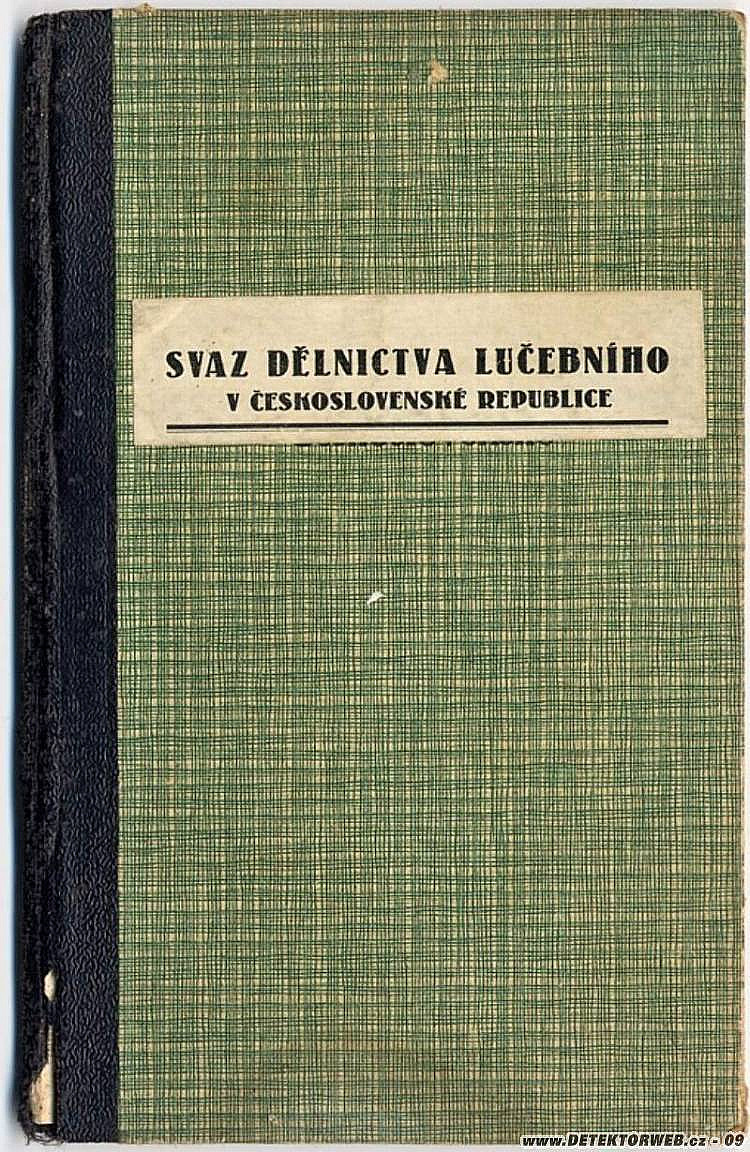 SVAZ DĚLNICTVA LUČEBNÍHO
V ČESKOSLOVENSKÉ REPUBLICE
www.DETEKTORWEB.cz - 09